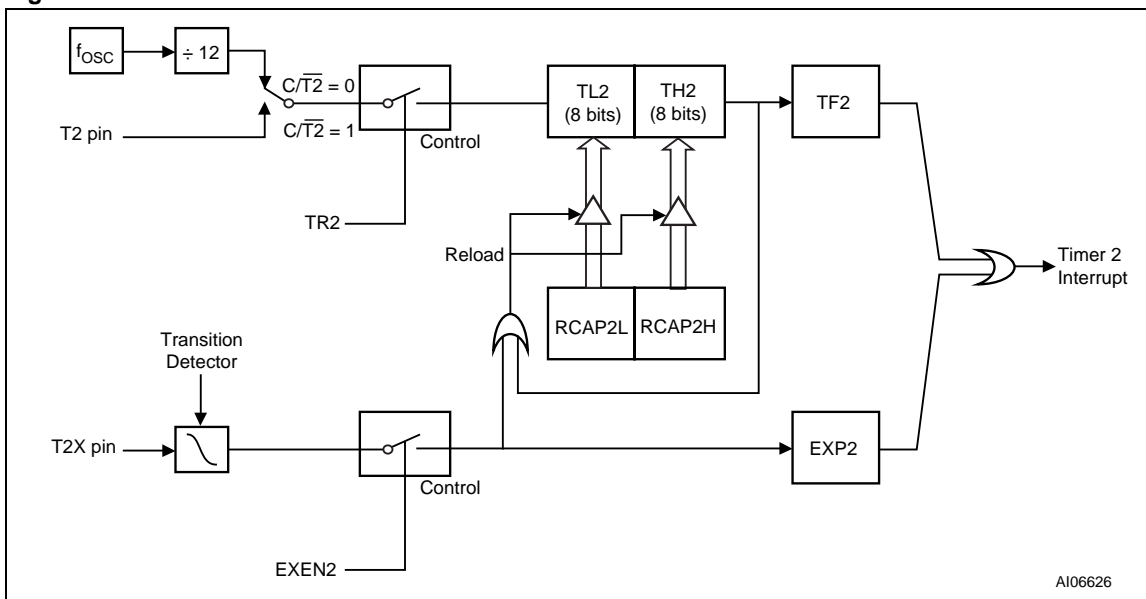 fOSC
÷ 12
C/T2 = 0
C/T2 = 1
T2 pin
Control
TR2
TL2
(8 bits)
TH2
(8 bits)
TF2
Reload
RCAP2L
RCAP2H
Timer 2
Interrupt
Transition
Detector
T2X pin
Control
EXP2
EXEN2
AI06626